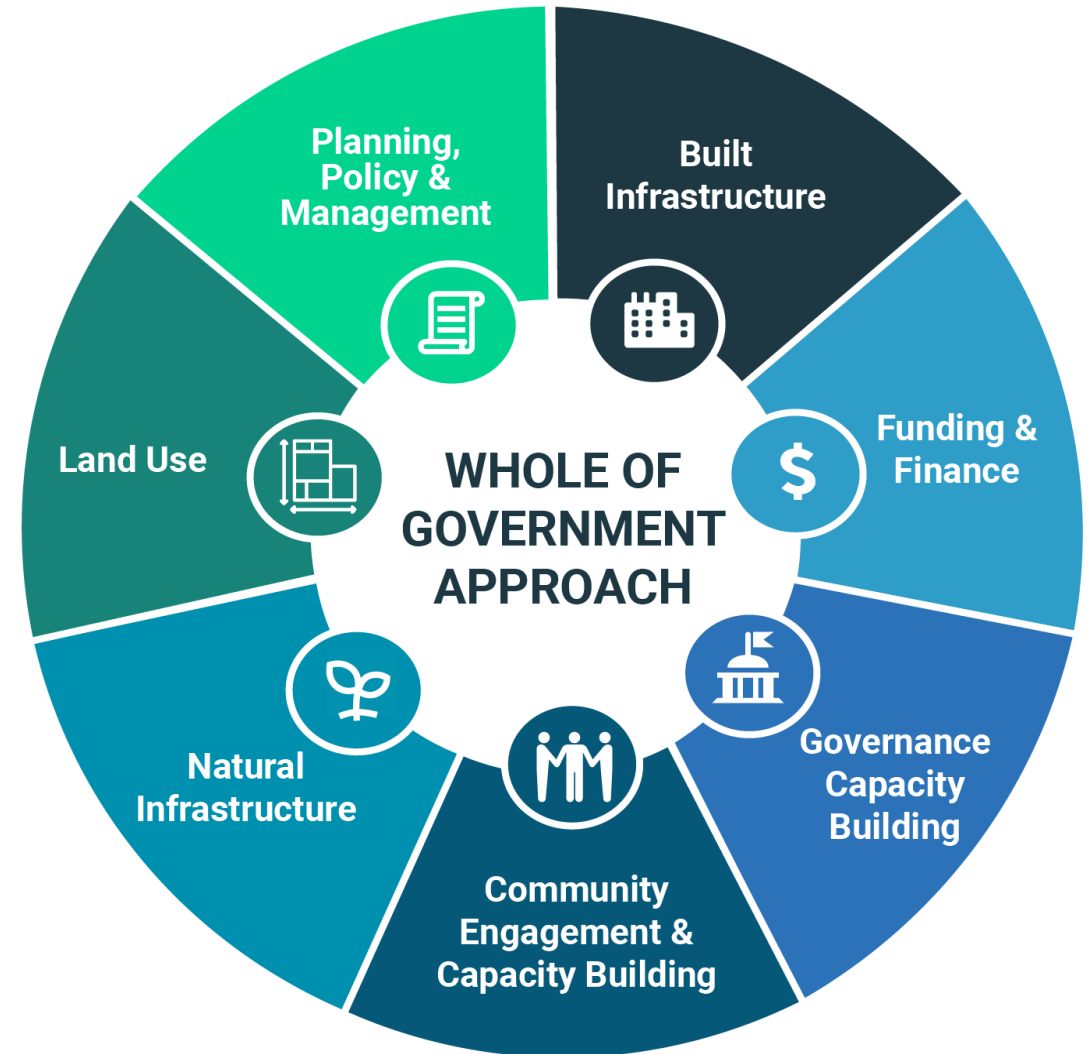 Planning,
Policy &
Management
Built
Infrastructure
Funding &
Finance
Governance
Capacity
Building
Community
Engagement &
Capacity Building
Natural
Infrastructure
Land Use
WHOLE OF
GOVERNMENT
APPROACH
$